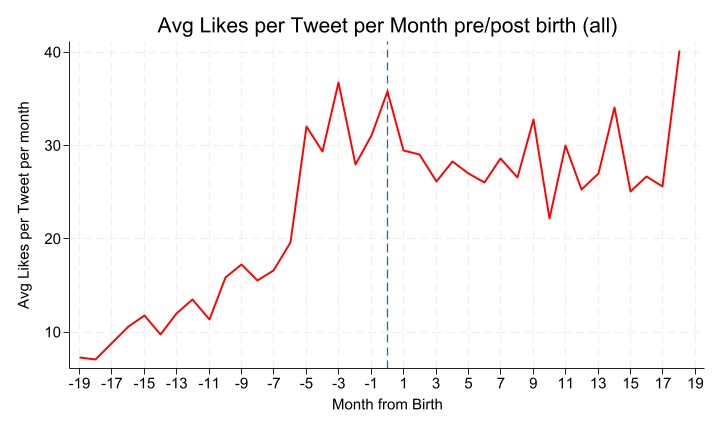 Avg Likes per Tweet per Month pre/post birth (all)
Avg Likes per Tweet per month
40
30
20
10
-19 -17 -15 -13 -11 -9 -7 -5 -3 -1 1 3 5 7 9 11 13 15 17 19
Month from Birth